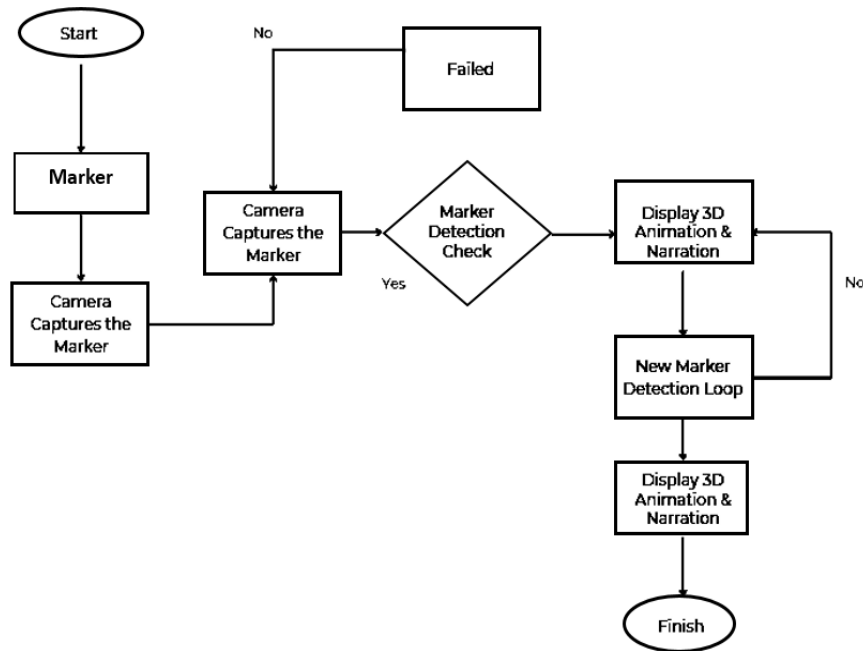 Start
No
Failed
Marker
Camera
Captures the
Marker
Camera
Captures the
Marker
Marker
Detection
Check
Yes
Display 3D
Animation &
Narration
No
New Marker
Detection Loop
Display 3D
Animation &
Narration
Finish